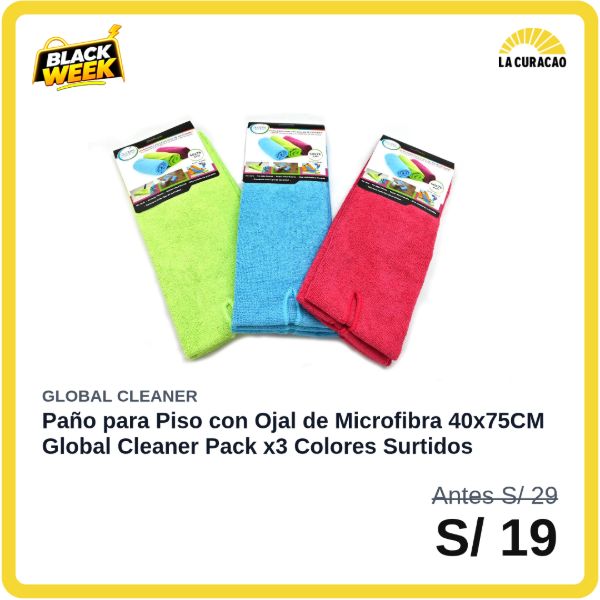 BLACK
WEEK
LA CURACAO
GLOBAL CLEANER
Paño para Piso con Ojal de Microfibra 40x75CM
Global Cleaner Pack x3 Colores Surtidos
Antes S/ 29
S/ 19